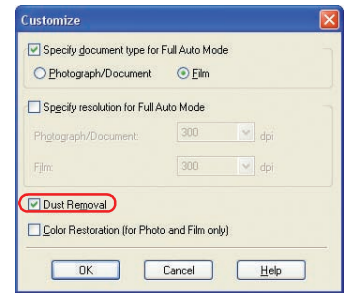 Customize
Specify document type for Full Auto Mode
Photograph/Document Film
Specify resolution for Full Auto Mode
Photograph/Document: 300 dpi
Film: 300 dpi
Dust Removal
Color Restoration (for Photo and Film only)
OK Cancel Help